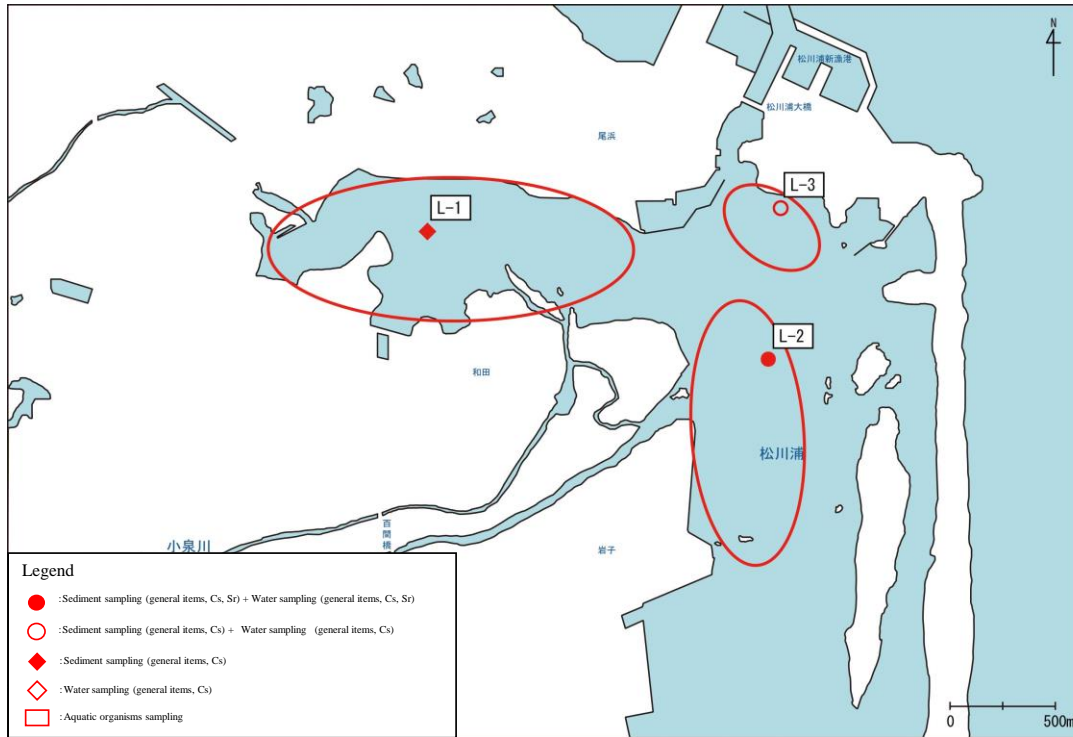 N
松川浦新漁港
松川浦大橋
尾浜
L-3
L-1
L-2
和田
松川浦
百間橋
小泉川
岩子
Legend
:Sediment sampling (general items, Cs, Sr) + Water sampling (general items, Cs, Sr)
:Sediment sampling (general items, Cs) + Water sampling (general items, Cs)
:Sediment sampling (general items, Cs)
:Water sampling (general items, Cs)
:Aquatic organisms sampling
0 500m